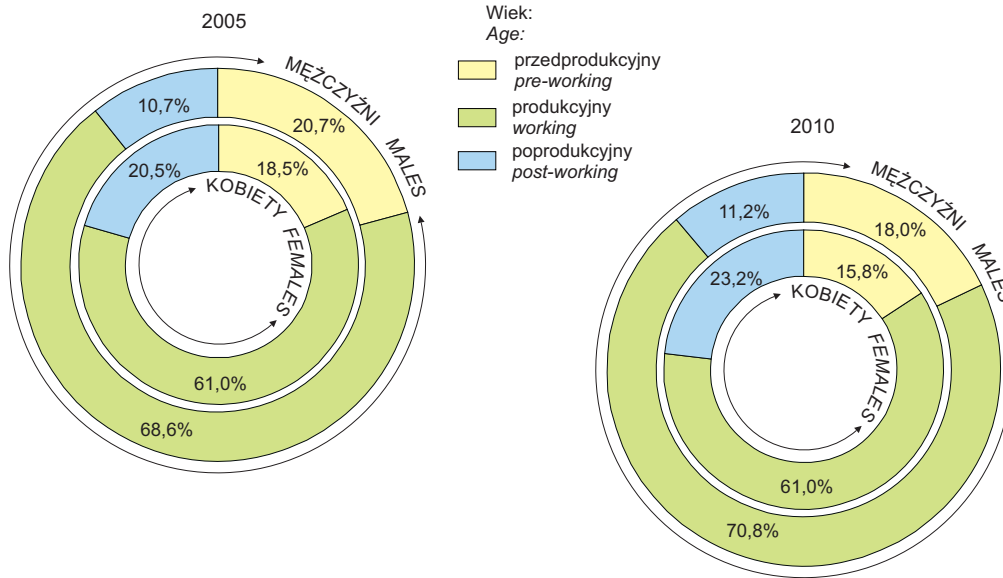 2005
MĘŻCZYŹNI MALES
10,7%
20,7%
20,5%
18,5%
KOBIETY FEMALES
61,0%
68,6%
Wiek:
Age:
przedprodukcyjny
pre-working
produkcyjny
working
poprodukcyjny
post-working
2010
MĘŻCZYŹNI MALES
11,2%
18,0%
23,2%
15,8%
KOBIETY FEMALES
61,0%
70,8%